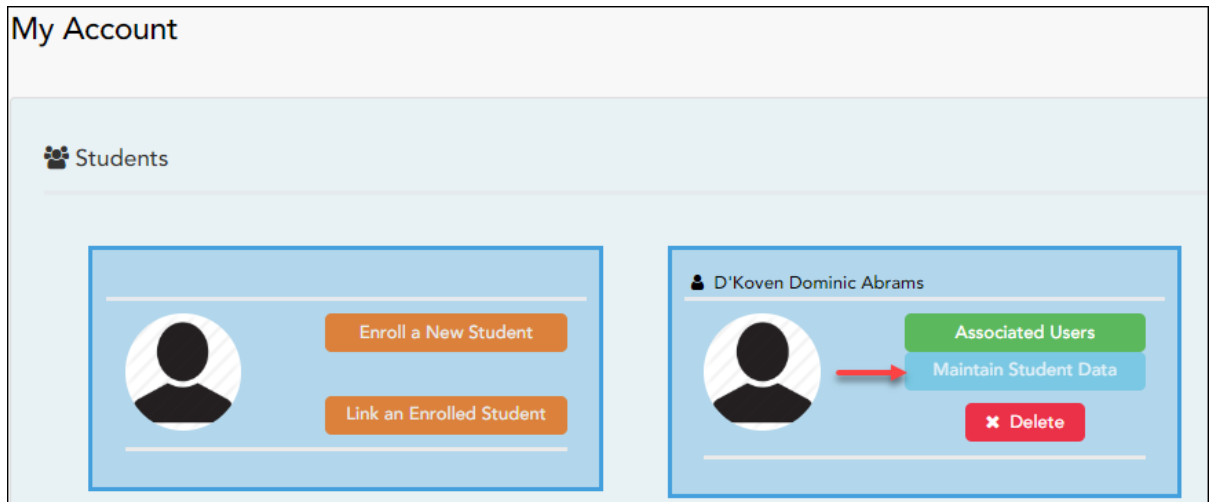 My Account
Students
Enroll a New Student
Link an Enrolled Student
D'Koven Dominic Abrams
Associated Users
Maintain Student Data
Delete